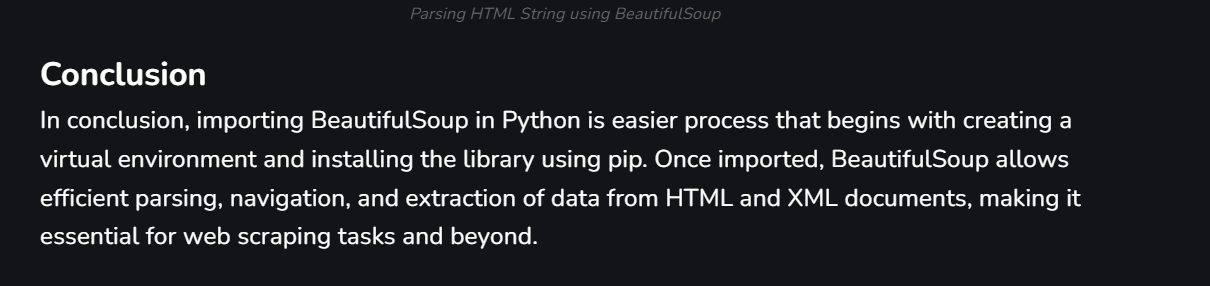 Parsing HTML String using BeautifulSoup
Conclusion
In conclusion, importing BeautifulSoup in Python is easier process that begins with creating a
virtual environment and installing the library using pip. Once imported, BeautifulSoup allows
efficient parsing, navigation, and extraction of data from HTML and XML documents, making it
essential for web scraping tasks and beyond.